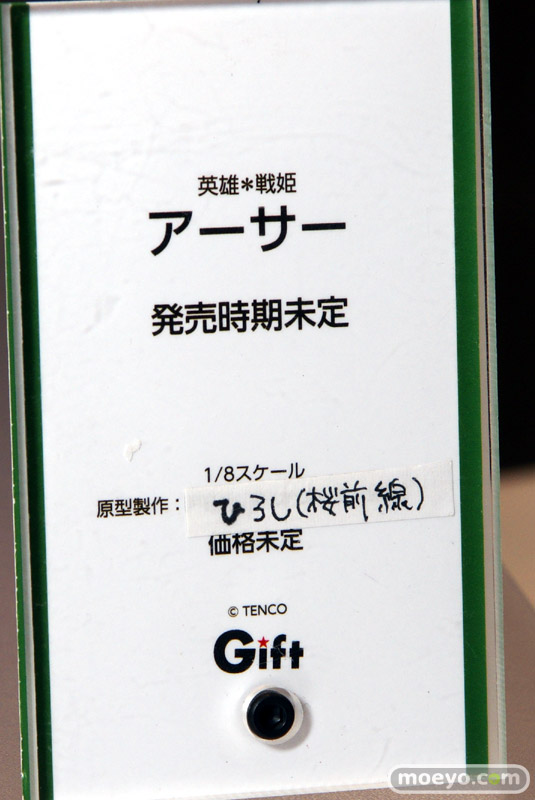 英雄*戦姫
アーサー
発売時期未定
1/8スケール
原型製作：ひろし(桜前線)
価格未定
© TENCO
Gift
moeyo.com